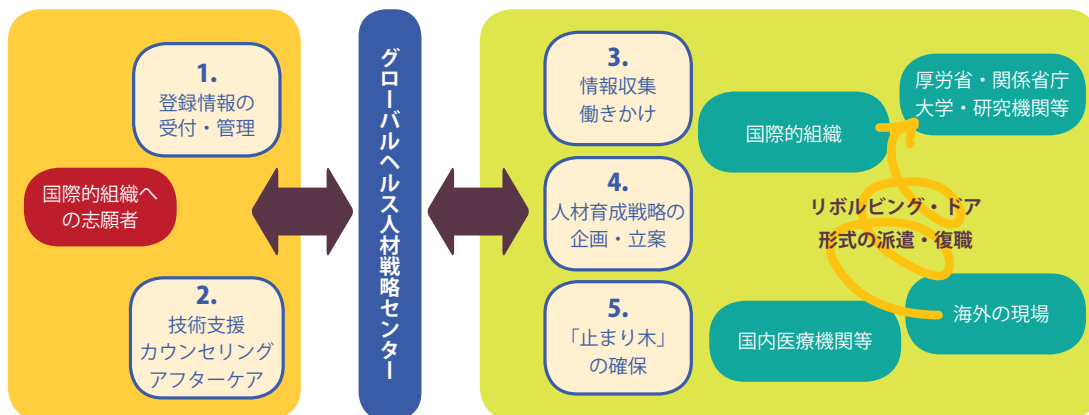 1.
登録情報の
受付・管理
国際的組織へ
の志願者
2.
技術支援
カウンセリング
アフターケア
グローバルヘルス人材戦略センター
3.
情報収集
働きかけ
4.
人材育成戦略の
企画・立案
5.
「止まり木」
の確保
国際的組織
厚労省・関係省庁
大学・研究機関等
リボルビング・ドア
形式の派遣・復職
国内医療機関等
海外の現場